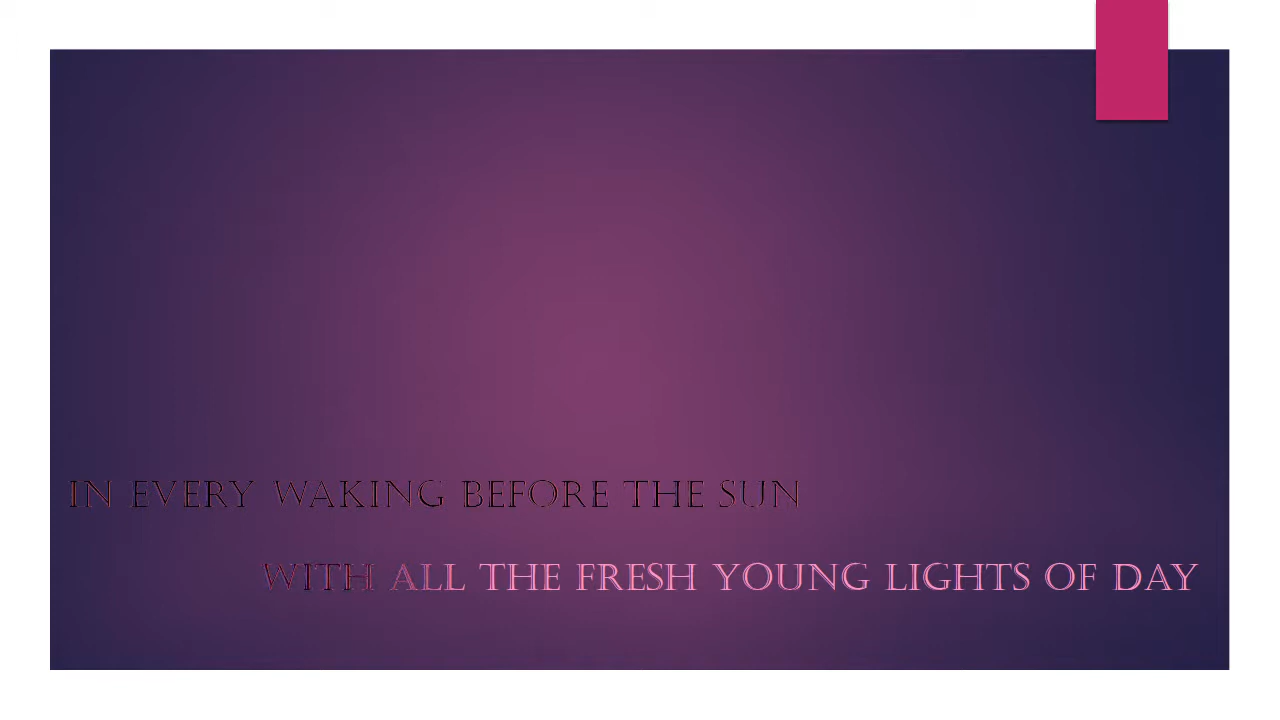 IN EVERY WAKING BEFORE THE SUN
WITH ALL THE FRESH YOUNG LIGHTS OF DAY